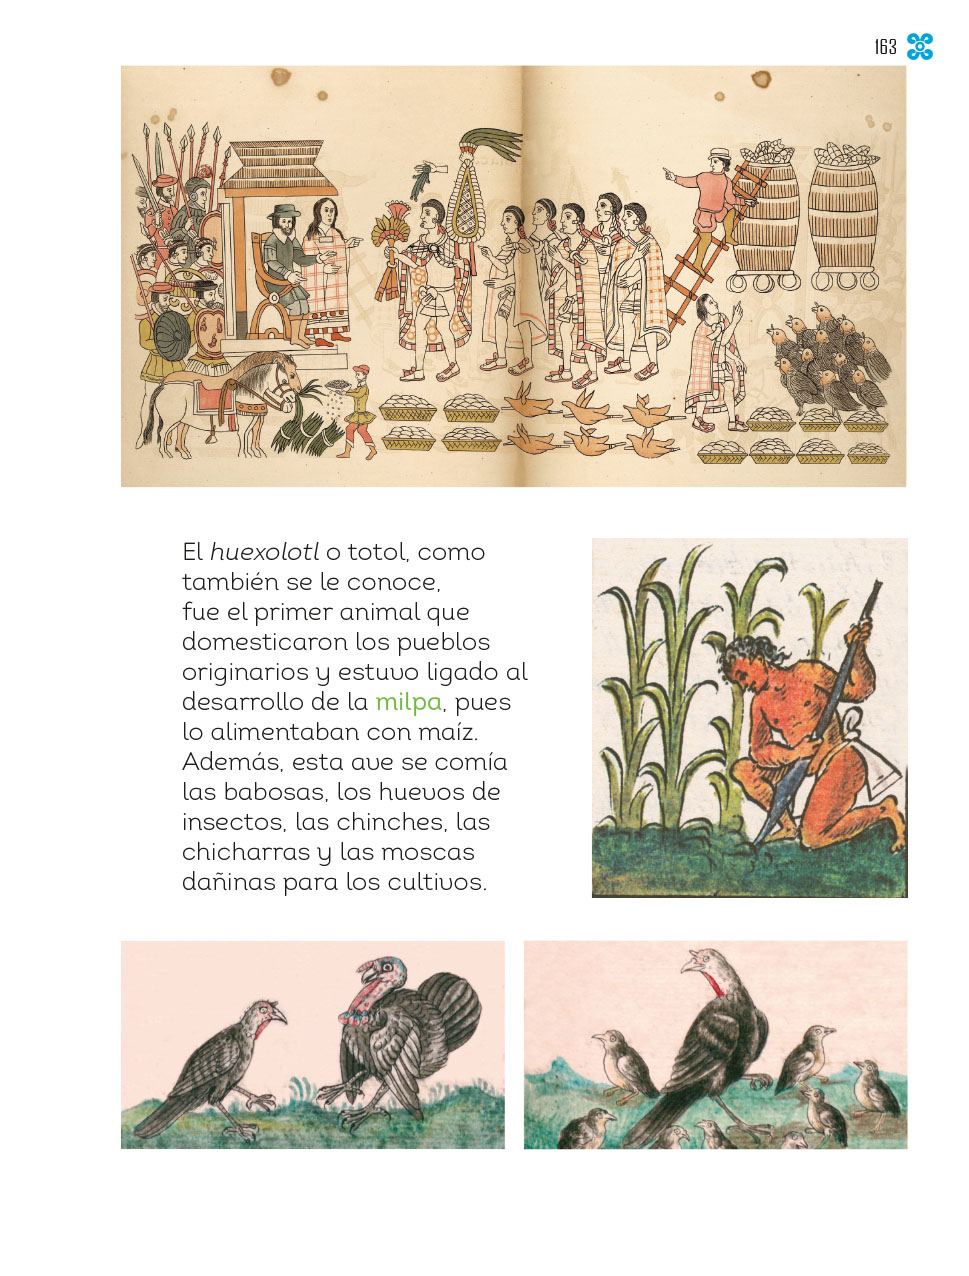 163
El huexolotl o totol, como
también se le conoce,
fue el primer animal que
domesticaron los pueblos
originarios y estuvo ligado al
desarrollo de la milpa, pues
lo alimentaban con maíz.
Además, esta ave se comía
las babosas, los huevos de
insectos, las chinches, las
chicharras y las moscas
dañinas para los cultivos.